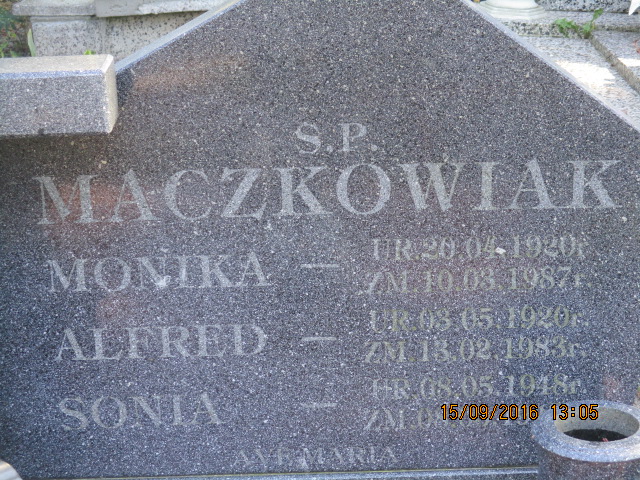 S.P.
MACZKOWIAK
MONIKA — UR.20.04.1920r.
ZM.10.08.1987r.
ALFRED — UR.03.05.1920r.
ZM.13.02.1983r.
SONIA UR.08.05.1948r.
ZM.
AVE MARIA
15/09/2016 13:05